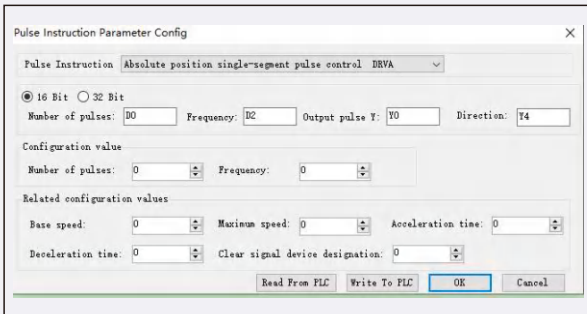 Pulse Instruction Parameter Config
Pulse Instruction Absolute position single-segment pulse control DRVA
16 Bit 32 Bit
Number of pulses: D0 Frequency: D2 Output pulse Y: Y0 Direction: Y4
Configuration value
Number of pulses: 0 Frequency: 0
Related configuration values
Base speed: 0 Maximum speed: 0 Acceleration time: 0
Deceleration time: 0 Clear signal device designation: 0
Read From PLC Write To PLC OK Cancel